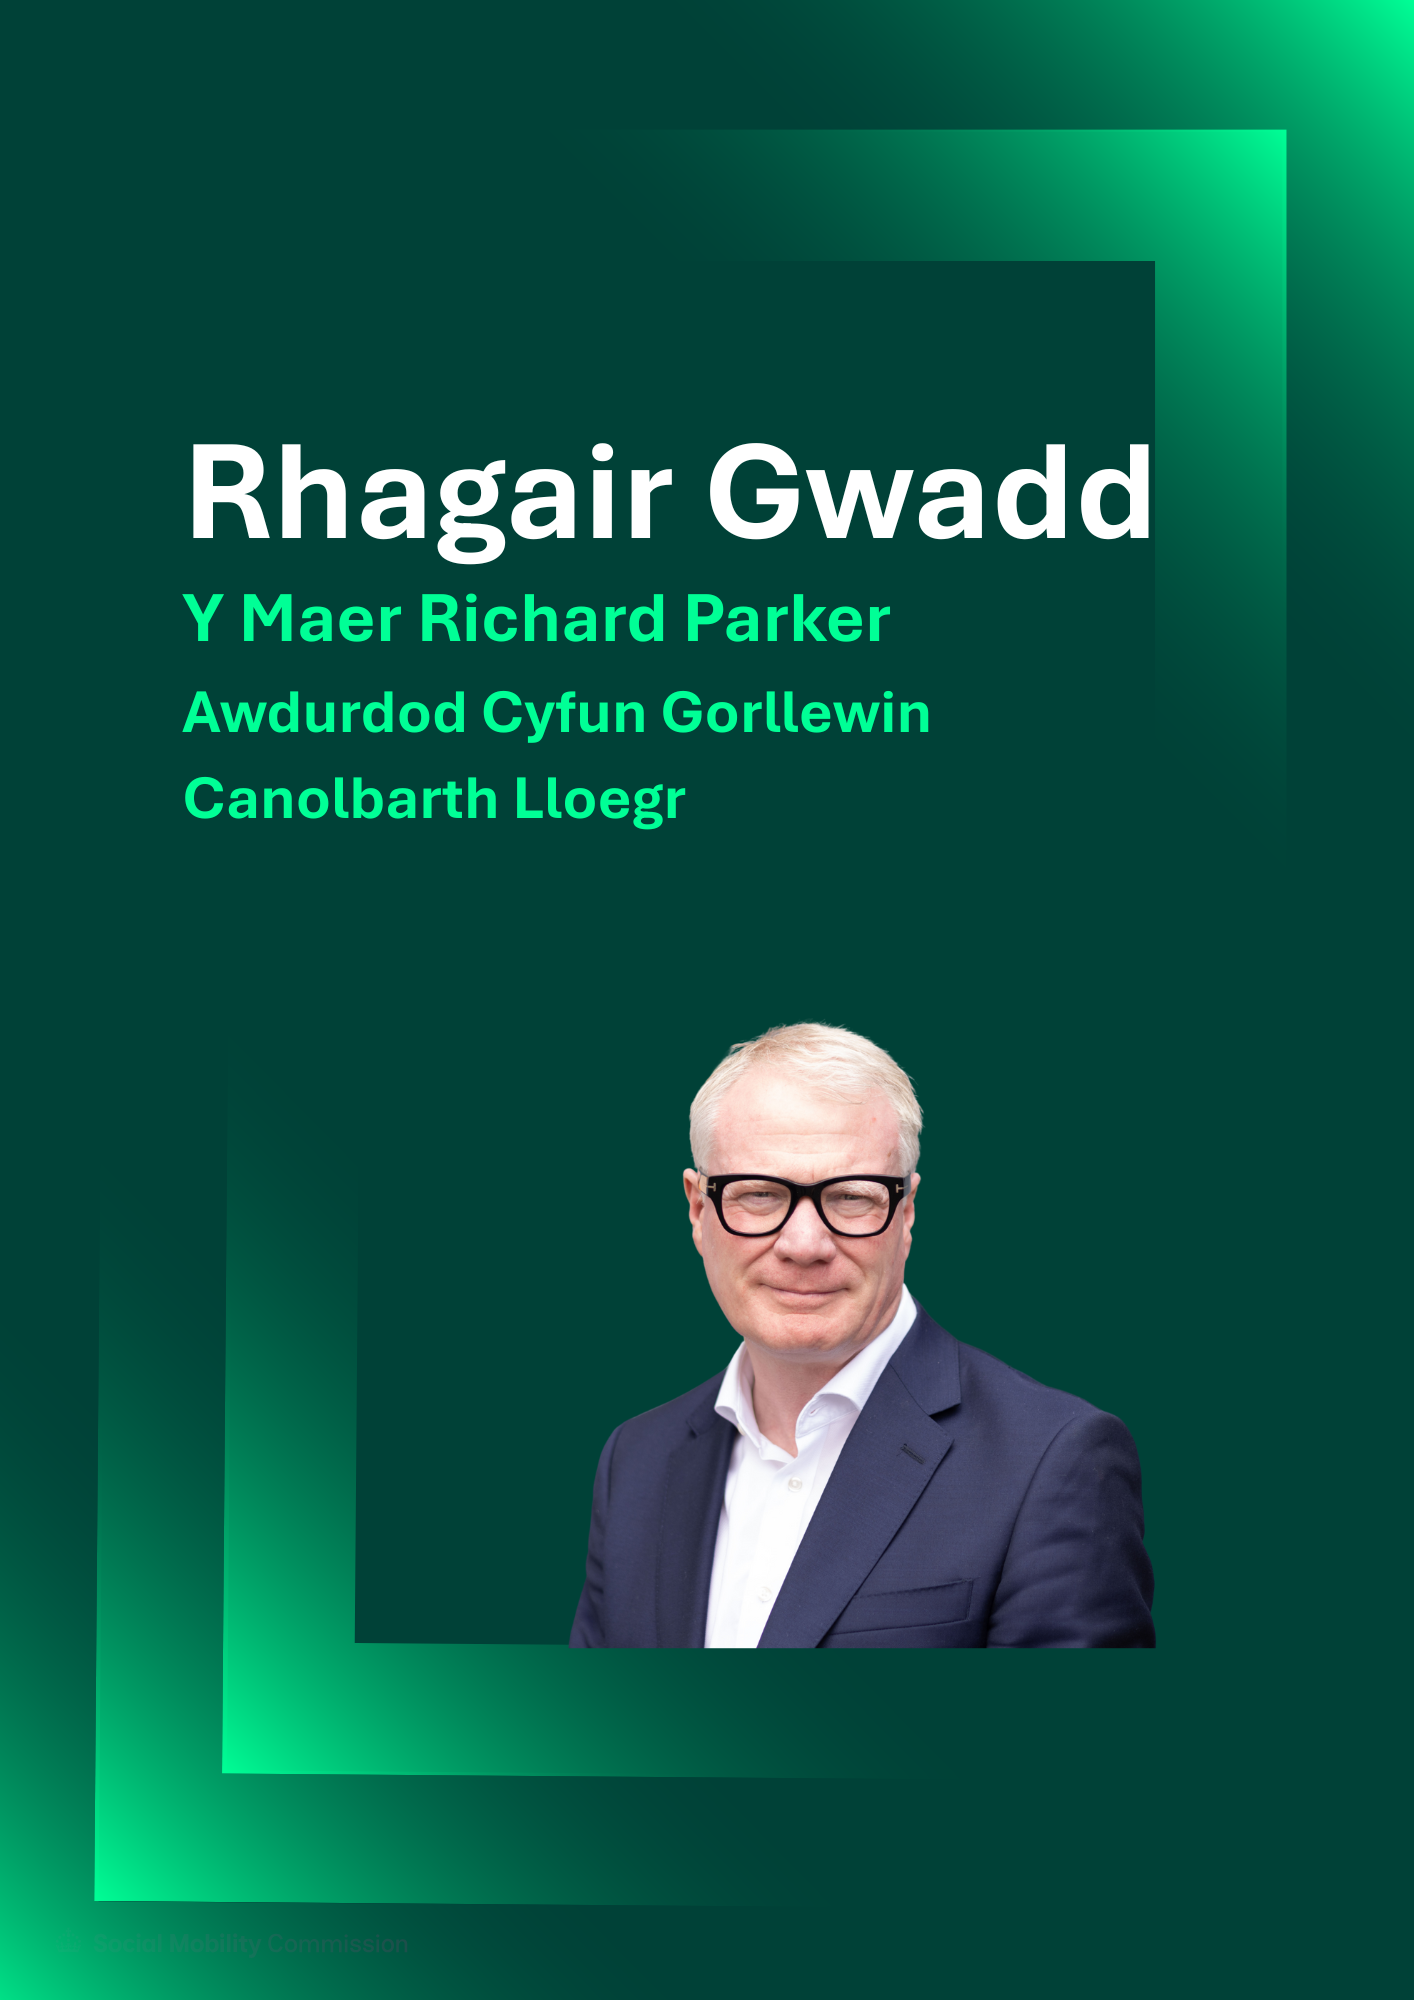 Rhagair Gwadd
Y Maer Richard Parker
Awdurdod Cyfun Gorllewin
Canolbarth Lloegr
Social Mobility Commission